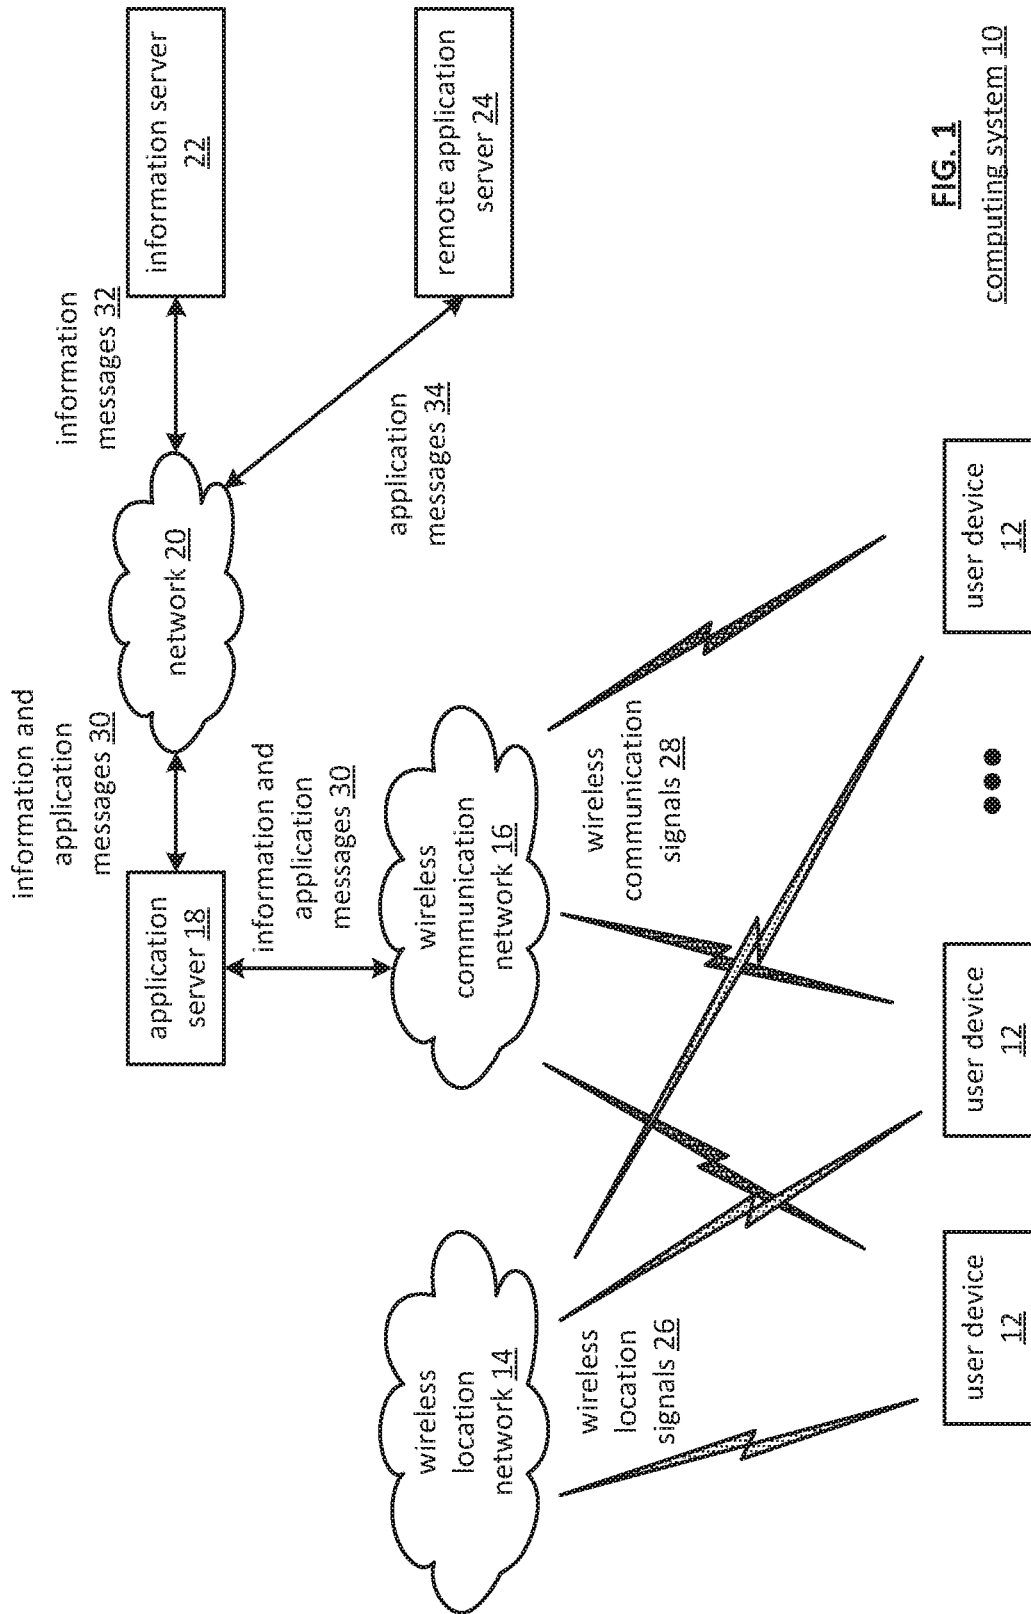 information and
application
messages 30
information
messages 32
application
server 18
network 20
information server
22
information and
application
messages 30
application
messages 34
remote application
server 24
wireless
location
network 14
wireless
communication
network 16
wireless
location
signals 26
wireless
communication
signals 28
user device
12
user device
12
user device
12
FIG. 1
computing system 10